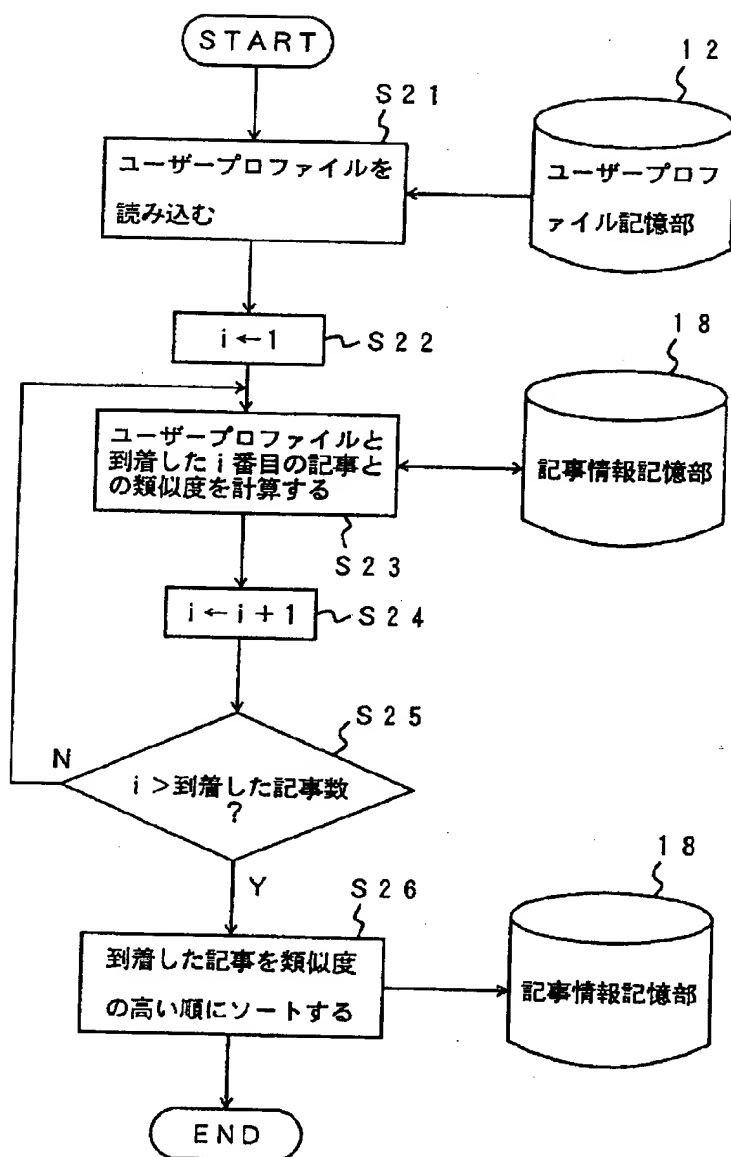 START
S21
12
ユーザープロファイルを
読み込む
ユーザープロフ
ァイル記憶部
i←1
S22
18
ユーザープロファイルと
到着したi番目の記事と
の類似度を計算する
記事情報記憶部
S23
i←i+1
S24
S25
N
i>到着した記事数
?
Y
S26
18
到着した記事を類似度
の高い順にソートする
記事情報記憶部
END